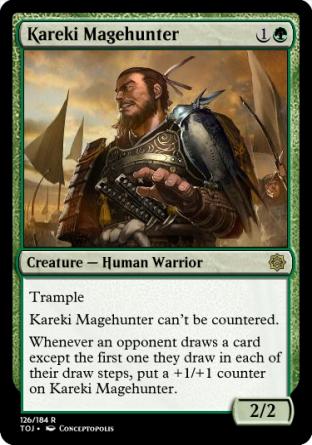 Kareki Magehunter 1
Creature — Human Warrior
Trample
Kareki Magehunter can't be countered.
Whenever an opponent draws a card
except the first one they draw in each of
their draw steps, put a +1/+1 counter
on Kareki Magehunter.
2/2
126/184 R
TOJ • Conceptopolis